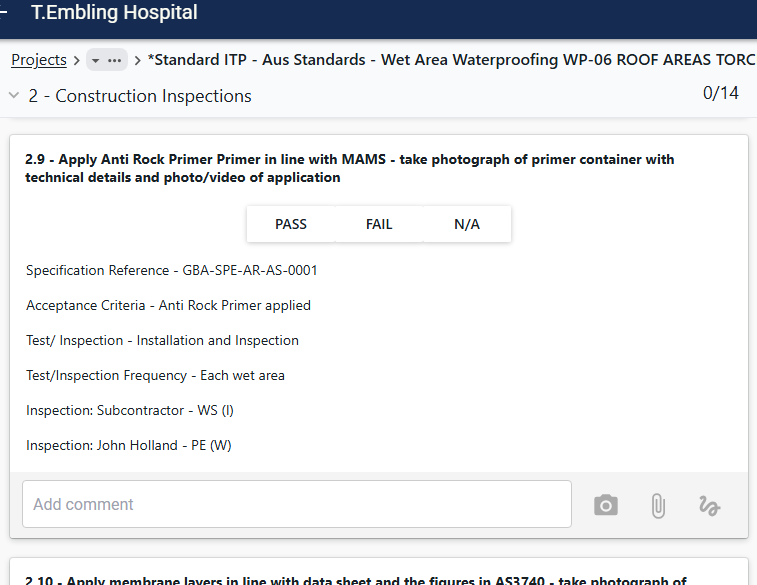 T.Embling Hospital
Projects > ... > *Standard ITP - Aus Standards - Wet Area Waterproofing WP-06 ROOF AREAS TORC
2 - Construction Inspections
0/14
2.9 - Apply Anti Rock Primer Primer in line with MAMS - take photograph of primer container with
technical details and photo/video of application
PASS FAIL N/A
Specification Reference - GBA-SPE-AR-AS-0001
Acceptance Criteria - Anti Rock Primer applied
Test/ Inspection - Installation and Inspection
Test/Inspection Frequency - Each wet area
Inspection: Subcontractor - WS (I)
Inspection: John Holland - PE (W)
Add comment
2.10 - Apply membrane layers in line with data sheet and the figures in AS3740 - take photograph of